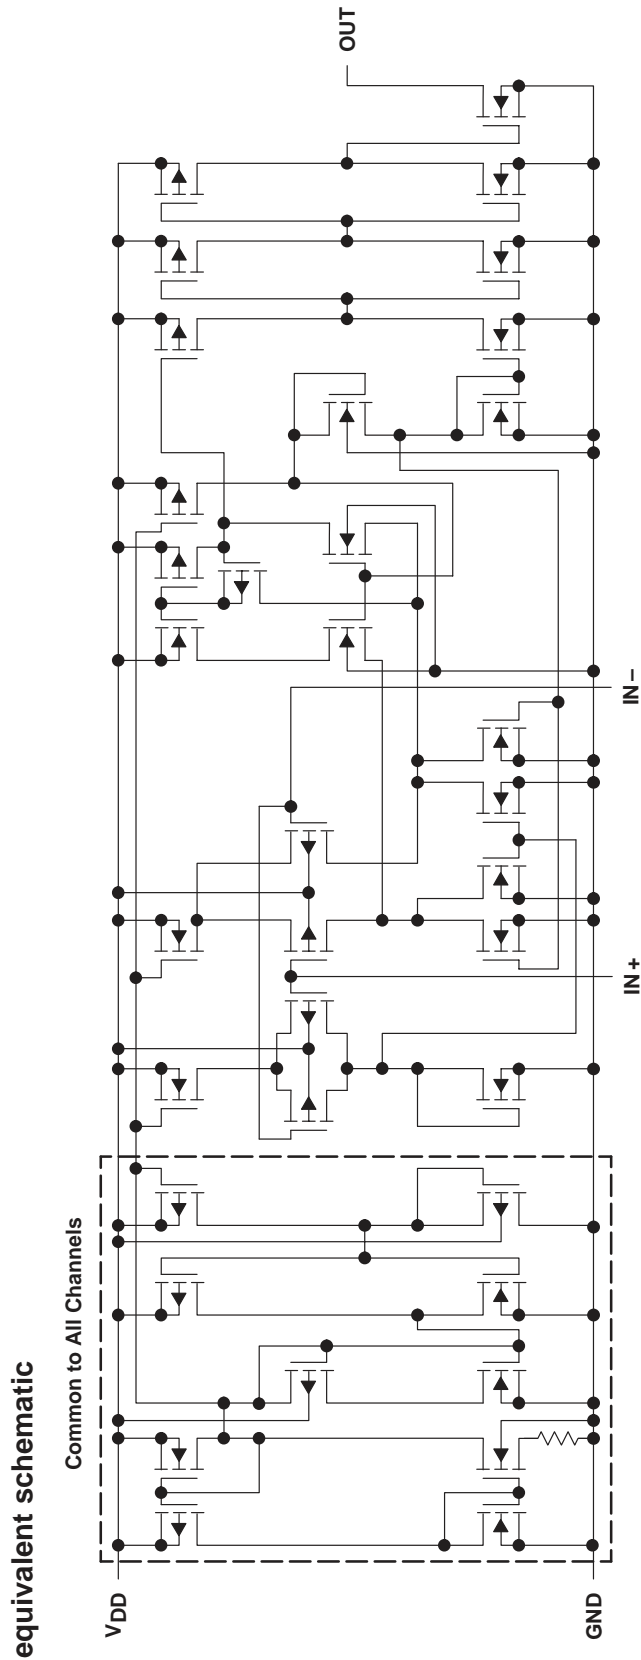 equivalent schematic
Common to All Channels
VDD
GND
IN+
IN−
OUT